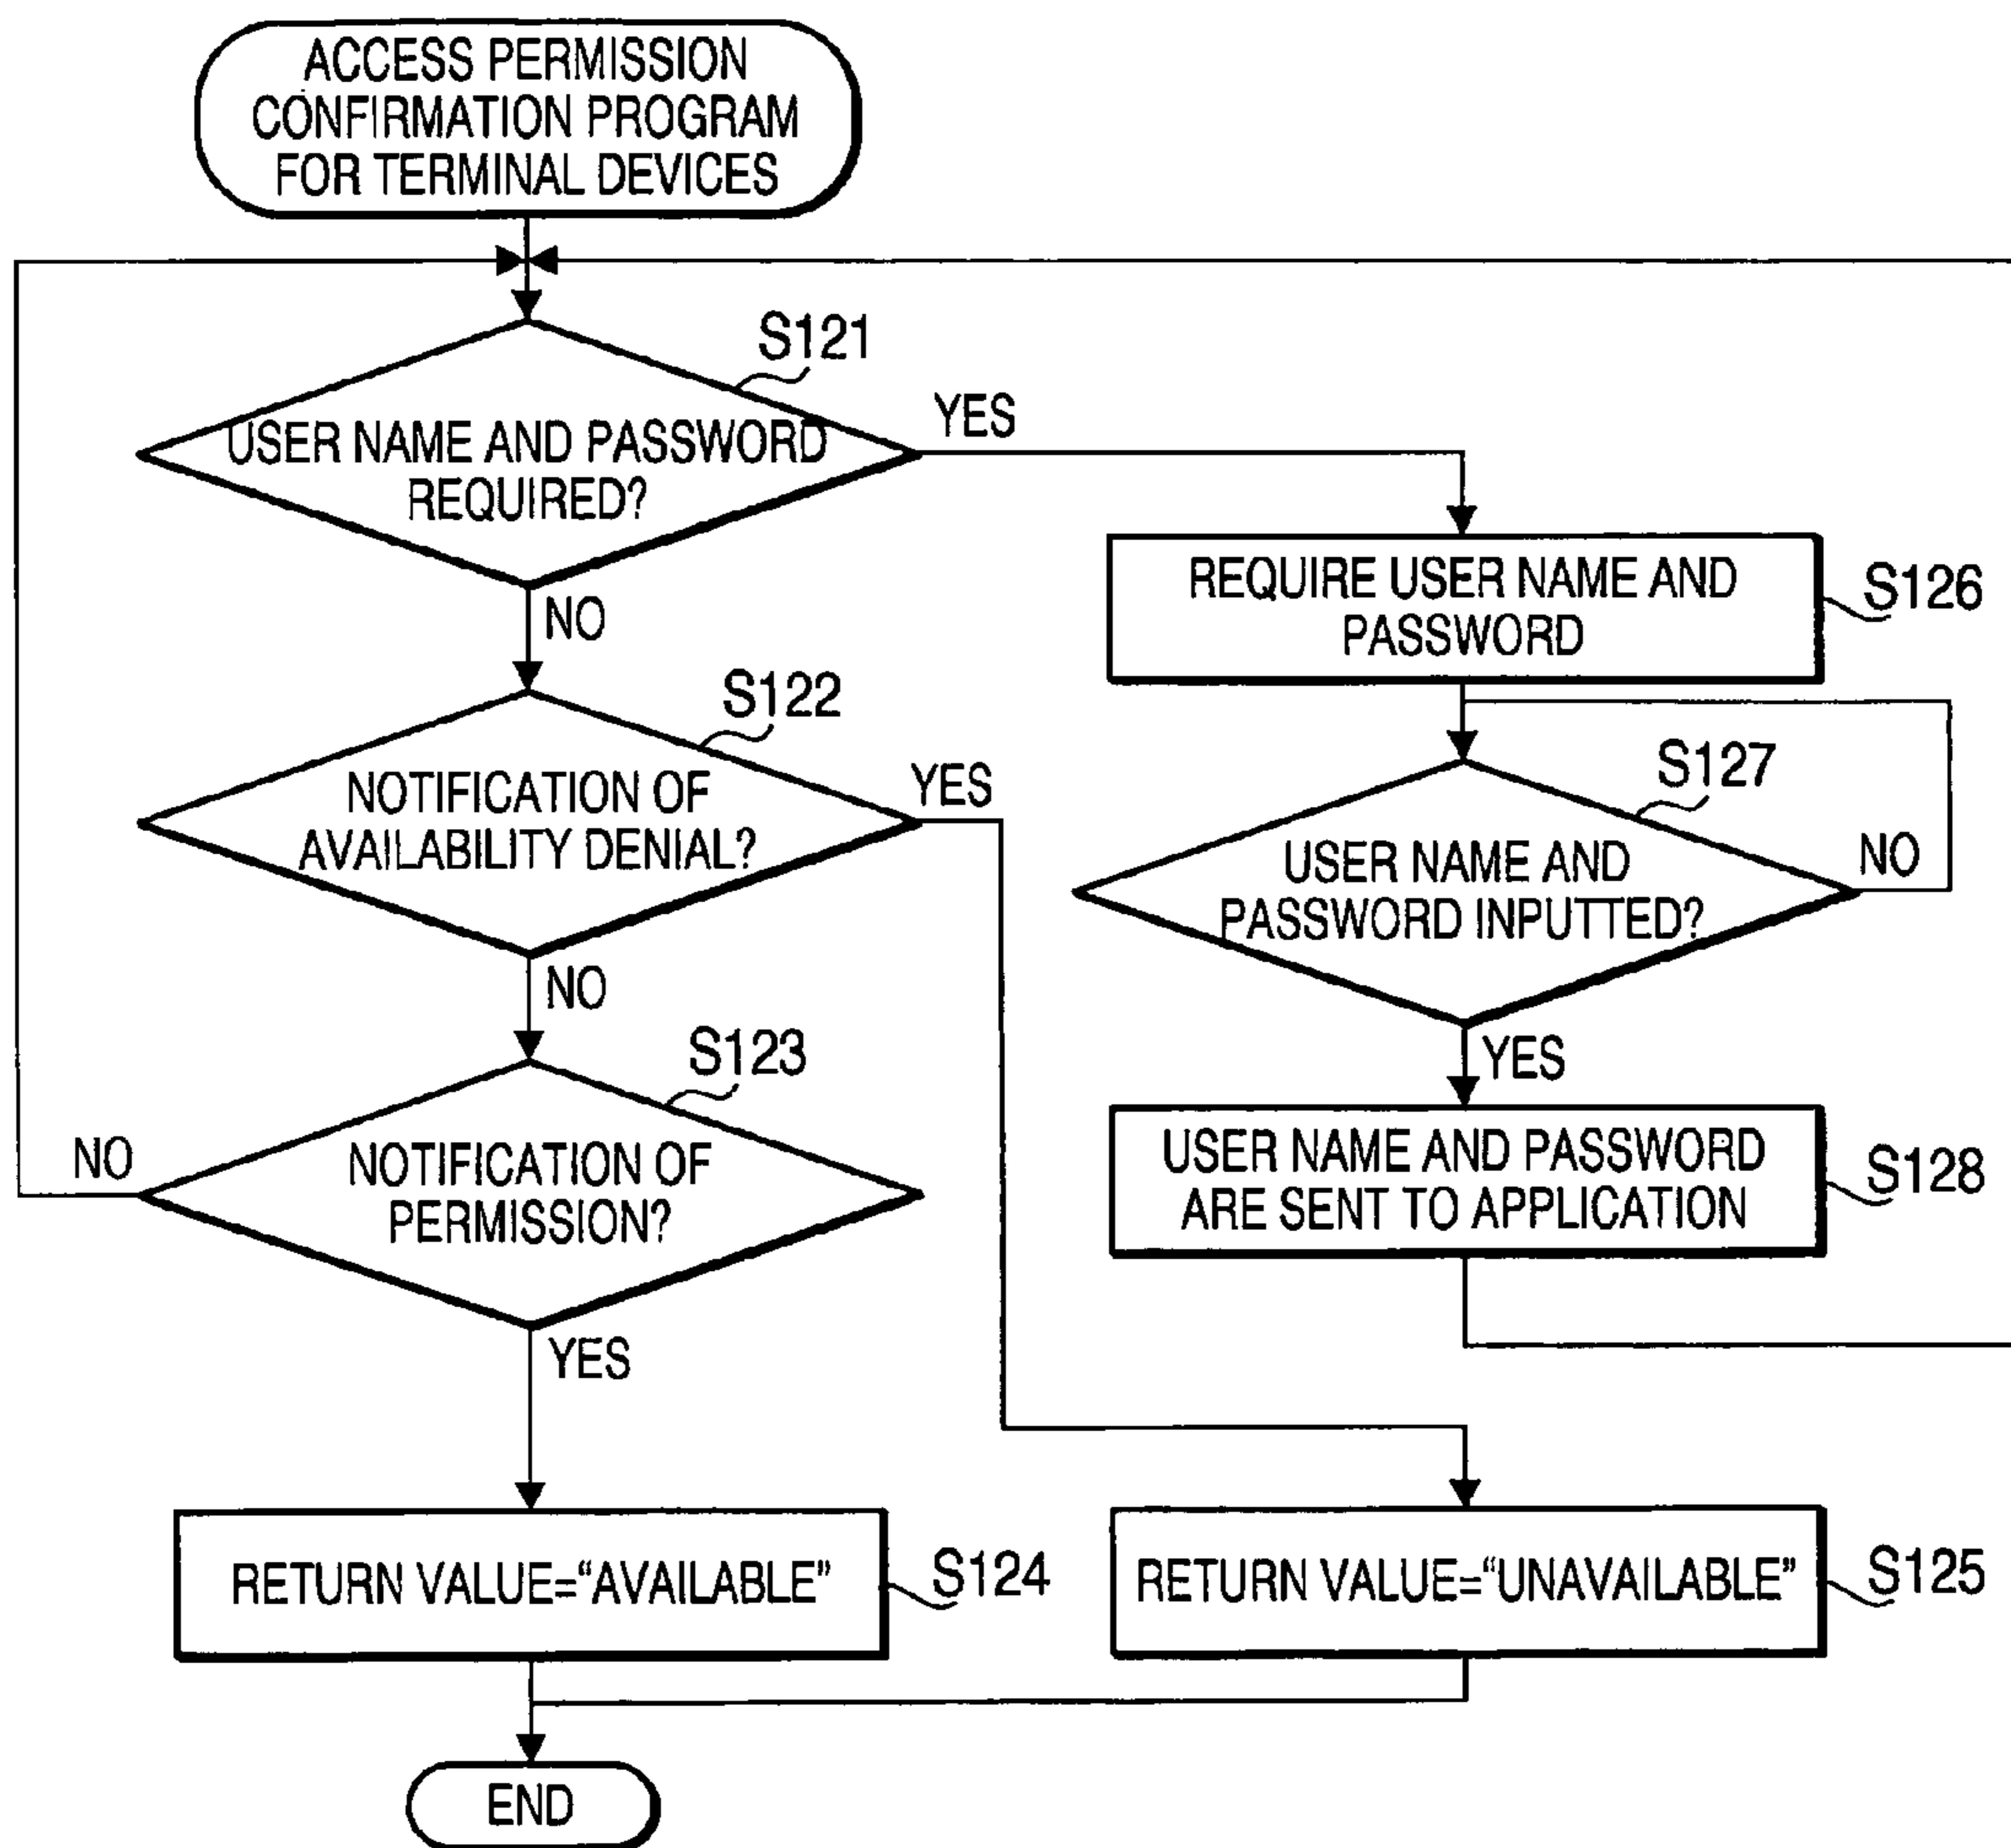 ACCESS PERMISSION
CONFIRMATION PROGRAM
FOR TERMINAL DEVICES
S121
USER NAME AND PASSWORD
REQUIRED?
YES
NO
S126
REQUIRE USER NAME AND
PASSWORD
S122
NOTIFICATION OF
AVAILABILITY DENIAL?
YES
NO
S127
USER NAME AND
PASSWORD INPUTTED?
NO
YES
S123
NOTIFICATION OF
PERMISSION?
NO
YES
S128
USER NAME AND PASSWORD
ARE SENT TO APPLICATION
RETURN VALUE="AVAILABLE"
S124
RETURN VALUE="UNAVAILABLE"
S125
END